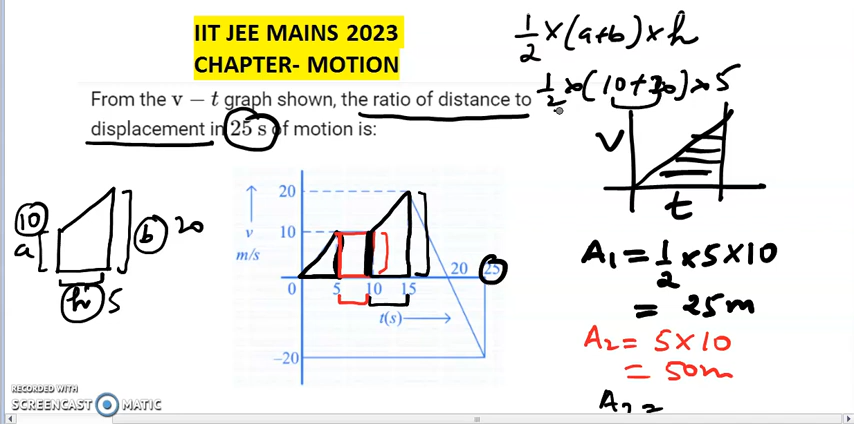 IIT JEE MAINS 2023
CHAPTER- MOTION
From the v − t graph shown, the ratio of distance to
displacement in 25 s of motion is:
1/2 × (a+b) × h
1/2 × (10+20) × 5
V
t
10
a
b
20
h
5
20
10
v
m/s
0
5
10
15
20
25
t(s)
−20
A₁ = 1/2 × 5 × 10
= 25m
A₂ = 5 × 10
= 50m
RECORDED WITH
SCREENCAST MATIC